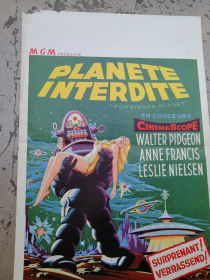 MGM PRÉSENTE
PLANETE
INTERDITE
"FORBIDDEN PLANET"
EN COULEURS
CINEMASCOPE
WALTER PIDGEON
ANNE FRANCIS
LESLIE NIELSEN
SURPRENANT!
VERRASSEND!